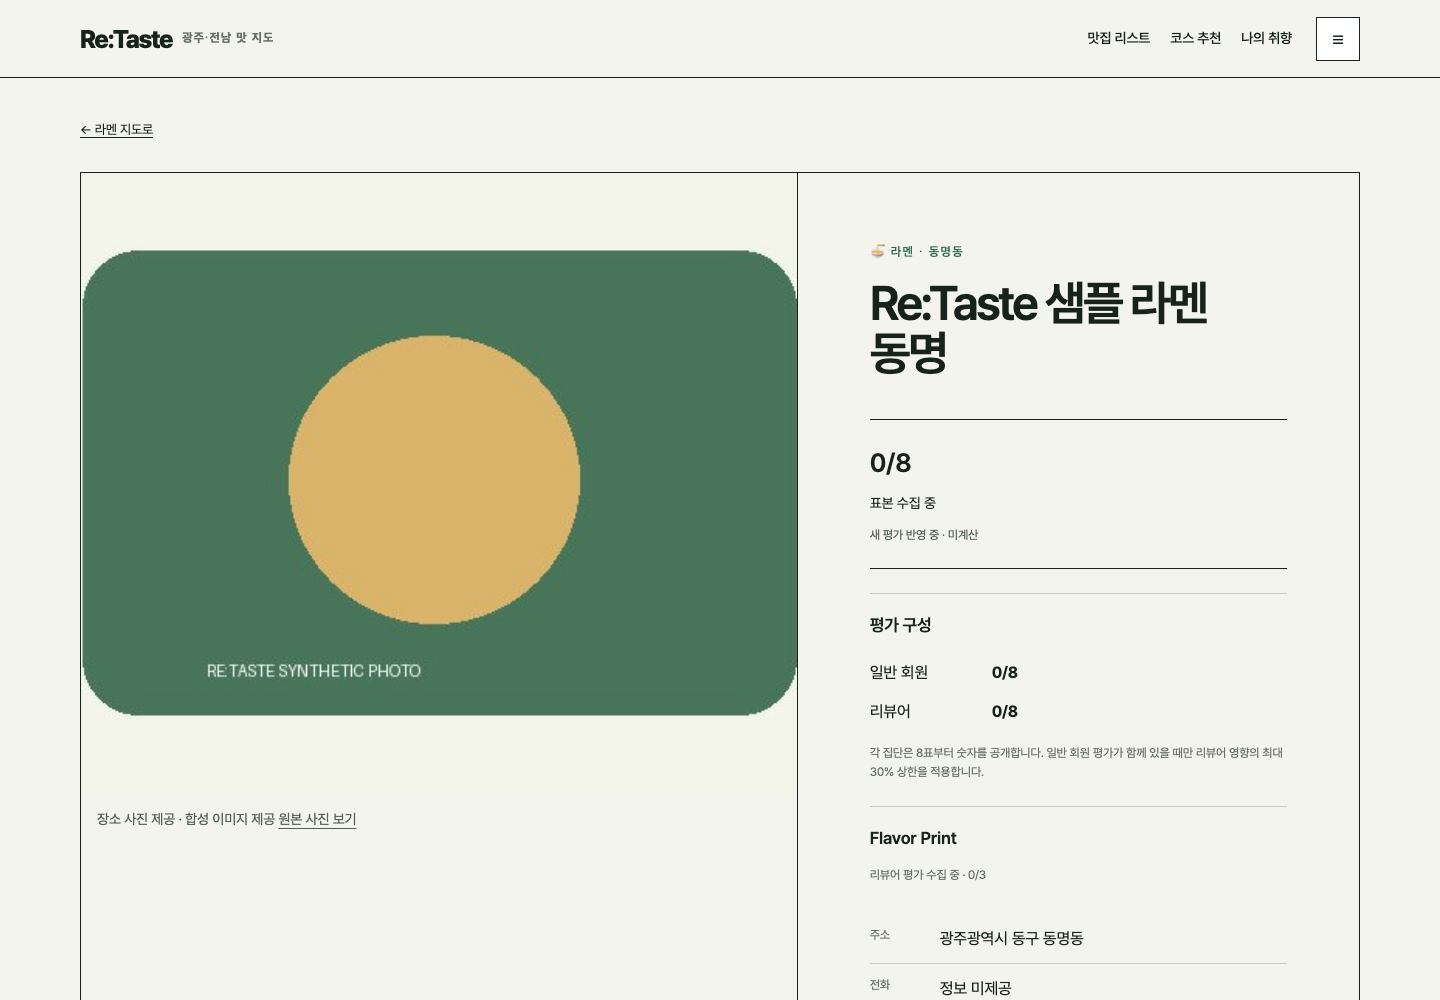 Re:Taste 광주·전남 맛 지도
맛집 리스트 코스 추천 나의 취향
← 라멘 지도로
라멘 · 동명동
Re:Taste 샘플 라멘
동명
0/8
표본 수집 중
새 평가 반영 중 · 미계산
평가 구성
일반 회원 0/8
리뷰어 0/8
각 집단은 8표부터 숫자를 공개합니다. 일반 회원 평가가 함께 있을 때만 리뷰어 영향의 최대
30% 상한을 적용합니다.
Flavor Print
리뷰어 평가 수집 중 · 0/3
주소 광주광역시 동구 동명동
전화 정보 미제공
RE:TASTE SYNTHETIC PHOTO
장소 사진 제공 · 합성 이미지 제공 원본 사진 보기